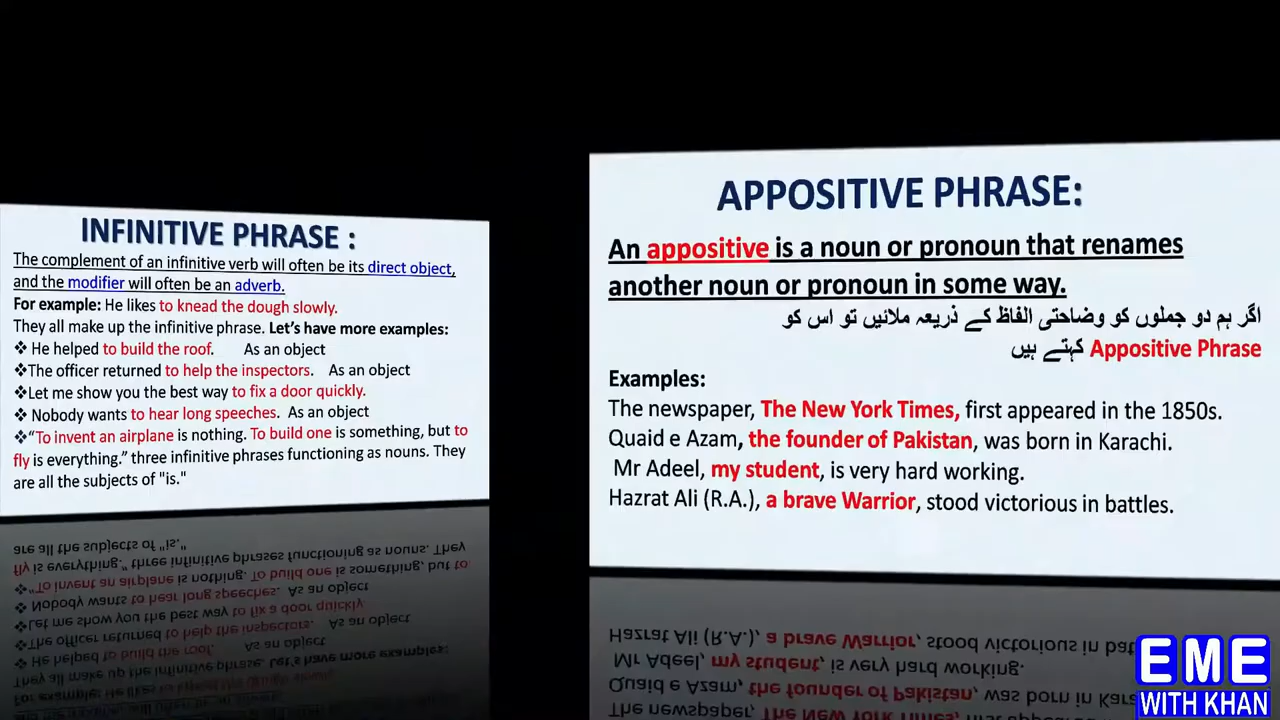 INFINITIVE PHRASE :
The complement of an infinitive verb will often be its direct object,
and the modifier will often be an adverb.
For example: He likes to knead the dough slowly.
They all make up the infinitive phrase. Let's have more examples:
❖ He helped to build the roof. As an object
❖The officer returned to help the inspectors. As an object
❖Let me show you the best way to fix a door quickly.
❖ Nobody wants to hear long speeches. As an object
❖“To invent an airplane is nothing. To build one is something, but to
fly is everything.” three infinitive phrases functioning as nouns. They
are all the subjects of "is."
APPOSITIVE PHRASE:
An appositive is a noun or pronoun that renames
another noun or pronoun in some way.
اگر ہم دو جملوں کو وضاحتی الفاظ کے ذریعہ ملائیں تو اس کو
Appositive Phrase کہتے ہیں
Examples:
The newspaper, The New York Times, first appeared in the 1850s.
Quaid e Azam, the founder of Pakistan, was born in Karachi.
Mr Adeel, my student, is very hard working.
Hazrat Ali (R.A.), a brave Warrior, stood victorious in battles.
EME
WITH KHAN